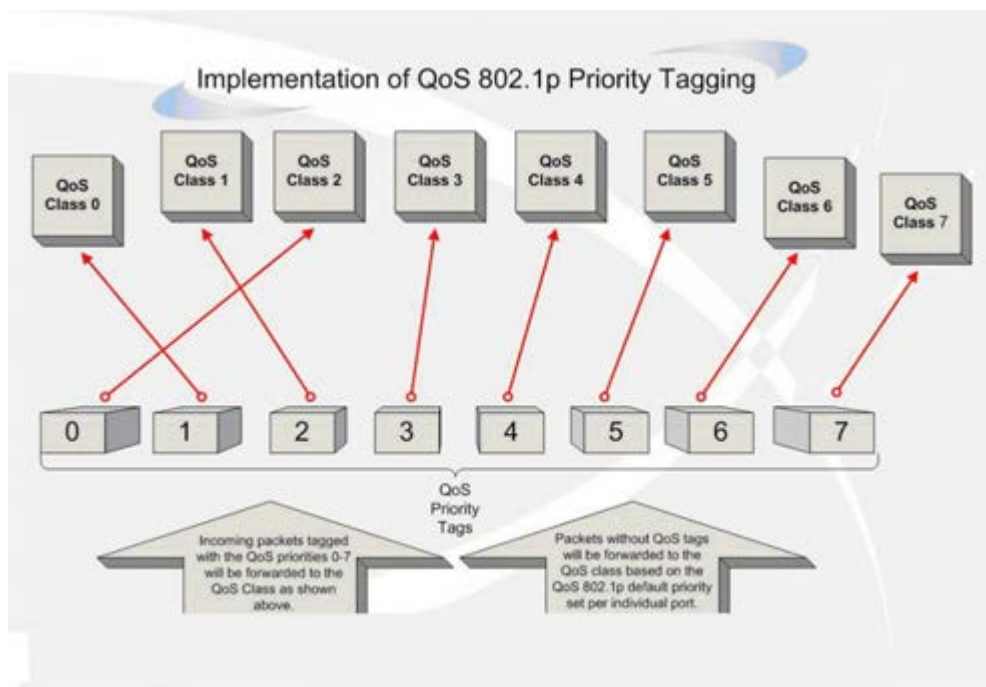 Implementation of QoS 802.1p Priority Tagging
QoS
Class 0
QoS
Class 1
QoS
Class 2
QoS
Class 3
QoS
Class 4
QoS
Class 5
QoS
Class 6
QoS
Class 7
0
1
2
3
4
5
6
7
QoS
Priority
Tags
Incoming packets tagged
with the QoS priorities 0-7
will be forwarded to the
QoS Class as shown
above.
Packets without QoS tags
will be forwarded to the
QoS class based on the
QoS 802.1p default priority
set per individual port.